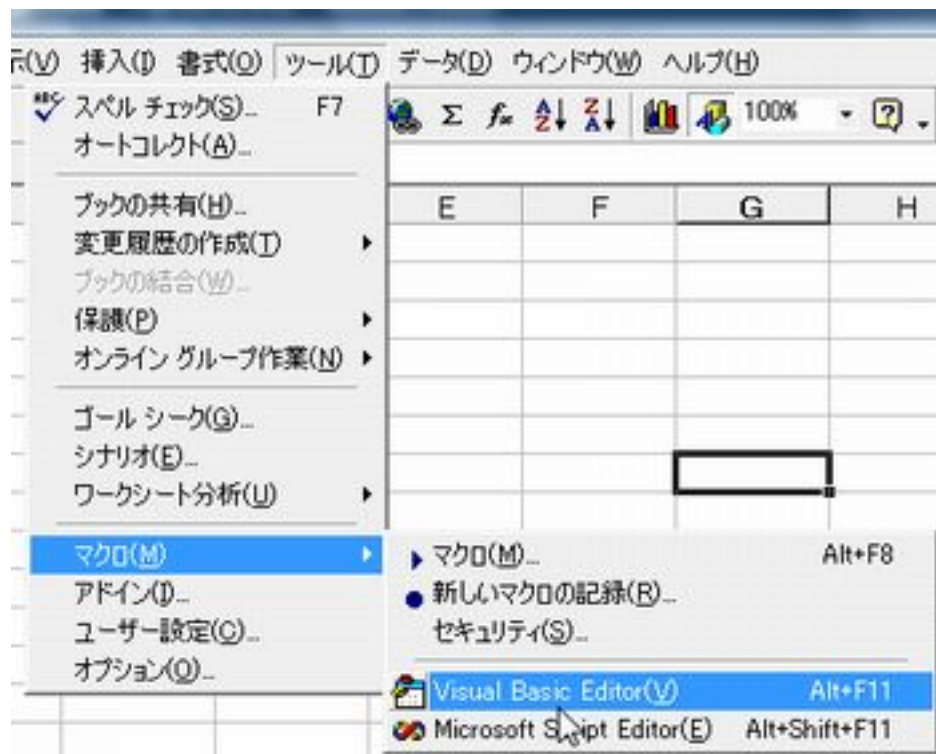 示(V) 挿入(I) 書式(O) ツール(T) データ(D) ウィンドウ(W) ヘルプ(H)
スペル チェック(S)... F7
オートコレクト(A)...
ブックの共有(H)...
変更履歴の作成(T)
ブックの結合(W)...
保護(P)
オンライン グループ作業(N)
ゴール シーク(G)...
シナリオ(E)...
ワークシート分析(U)
マクロ(M)
アドイン(I)...
ユーザー設定(C)...
オプション(O)...
100%
E F G H
マクロ(M)... Alt+F8
新しいマクロの記録(R)...
セキュリティ(S)...
Visual Basic Editor(V) Alt+F11
Microsoft Script Editor(E) Alt+Shift+F11